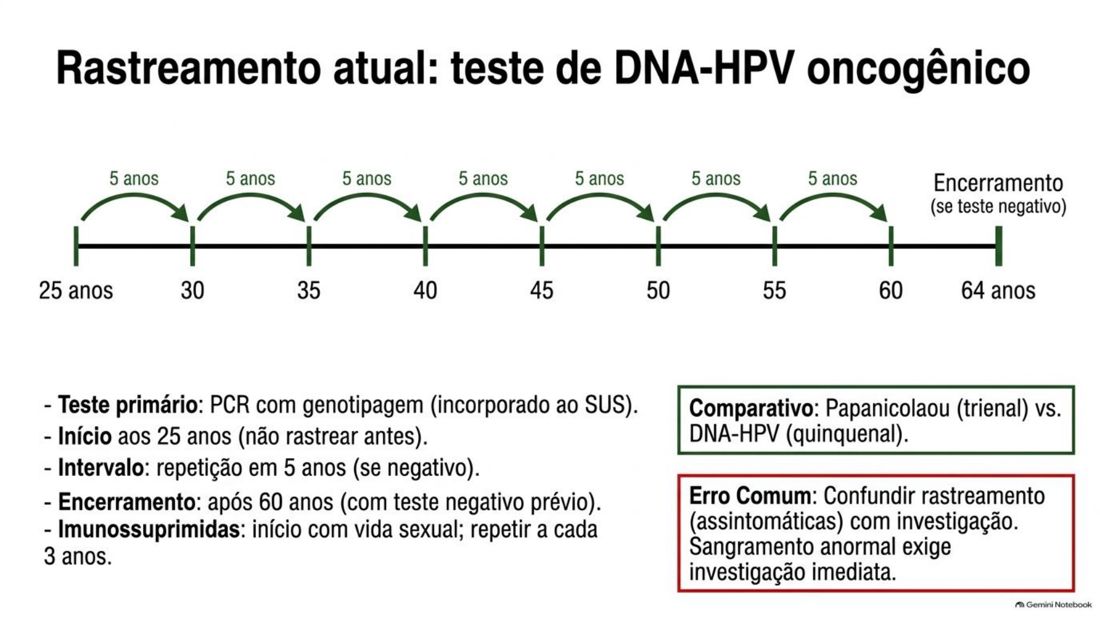 Rastreamento atual: teste de DNA-HPV oncogênico
5 anos
5 anos
5 anos
5 anos
5 anos
5 anos
5 anos
Encerramento
(se teste negativo)
25 anos
30
35
40
45
50
55
60
64 anos
- Teste primário: PCR com genotipagem (incorporado ao SUS).
- Início aos 25 anos (não rastrear antes).
- Intervalo: repetição em 5 anos (se negativo).
- Encerramento: após 60 anos (com teste negativo prévio).
- Imunossuprimidas: início com vida sexual; repetir a cada
3 anos.
Comparativo: Papanicolaou (trienal) vs.
DNA-HPV (quinquenal).
Erro Comum: Confundir rastreamento
(assintomáticas) com investigação.
Sangramento anormal exige
investigação imediata.
Gemini Notebook